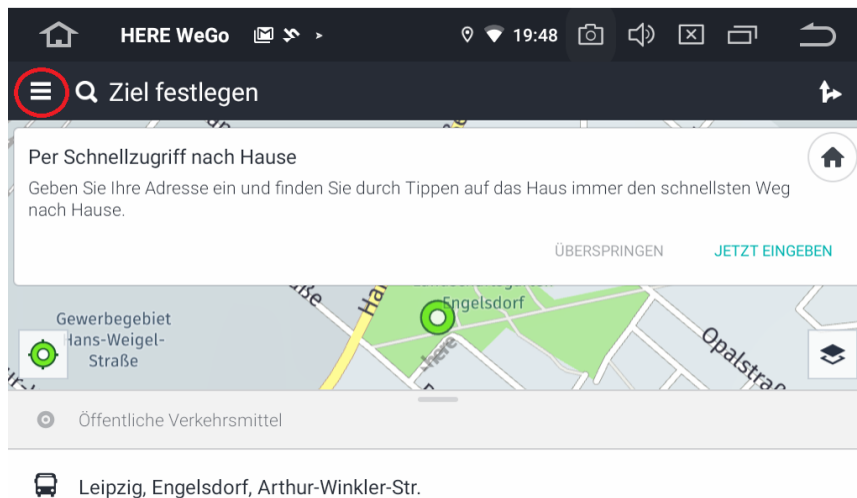 HERE WeGo
19:48
Ziel festlegen
Per Schnellzugriff nach Hause
Geben Sie Ihre Adresse ein und finden Sie durch Tippen auf das Haus immer den schnellsten Weg
nach Hause.
ÜBERSPRINGEN JETZT EINGEBEN
Engelsdorf
Gewerbegebiet
Hans-Weigel-
Straße
here
Opalstraße
Öffentliche Verkehrsmittel
Leipzig, Engelsdorf, Arthur-Winkler-Str.